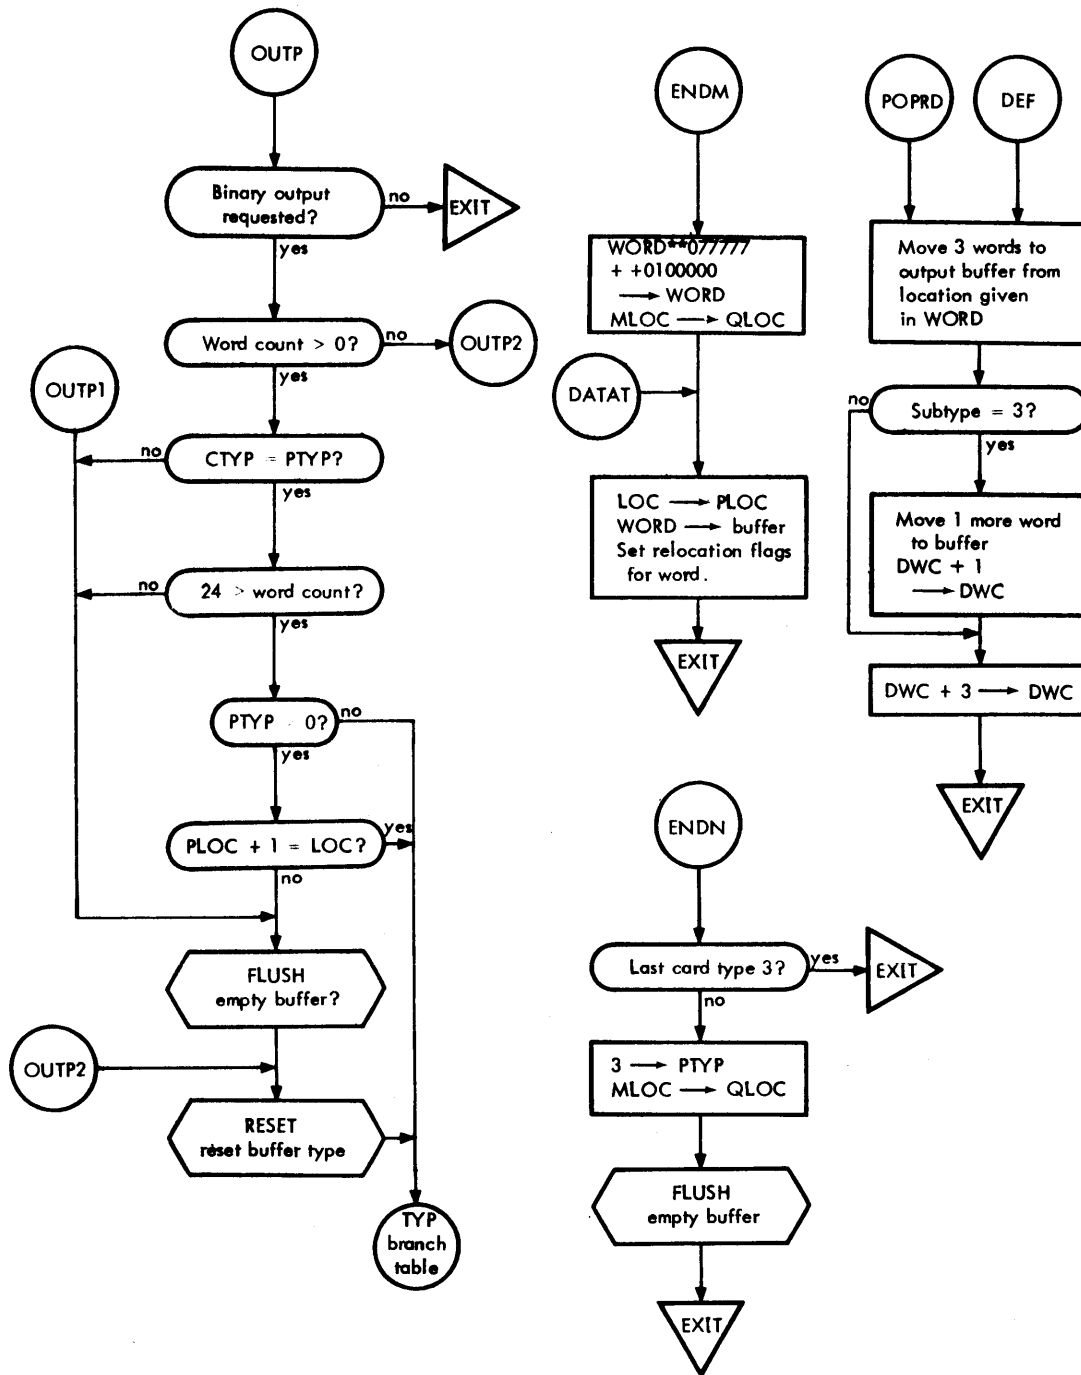 OUTP
Binary output
requested?
no
EXIT
yes
Word count > 0?
no
OUTP2
yes
OUTP1
CTYP = PTYP?
no
yes
24 > word count?
no
yes
PTYP = 0?
no
yes
PLOC + 1 = LOC?
yes
no
FLUSH
empty buffer?
OUTP2
RESET
reset buffer type
TYP
branch
table
ENDM
WORD**077777
+ +0100000
→ WORD
MLOC → QLOC
DATAT
LOC → PLOC
WORD → buffer
Set relocation flags
for word.
EXIT
POPRD
DEF
Move 3 words to
output buffer from
location given
in WORD
Subtype = 3?
no
yes
Move 1 more word
to buffer
DWC + 1
→ DWC
DWC + 3 → DWC
EXIT
ENDN
Last card type 3?
yes
EXIT
no
3 → PTYP
MLOC → QLOC
FLUSH
empty buffer
EXIT